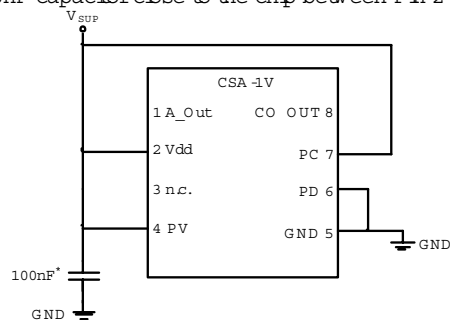 capacitor close to the chip between Pin 2
VSUP
CSA-1V
1 A_Out CO OUT 8
2 Vdd
PC 7
3 n.c. PD 6
4 PV
GND 5
GND
100nF*
GND